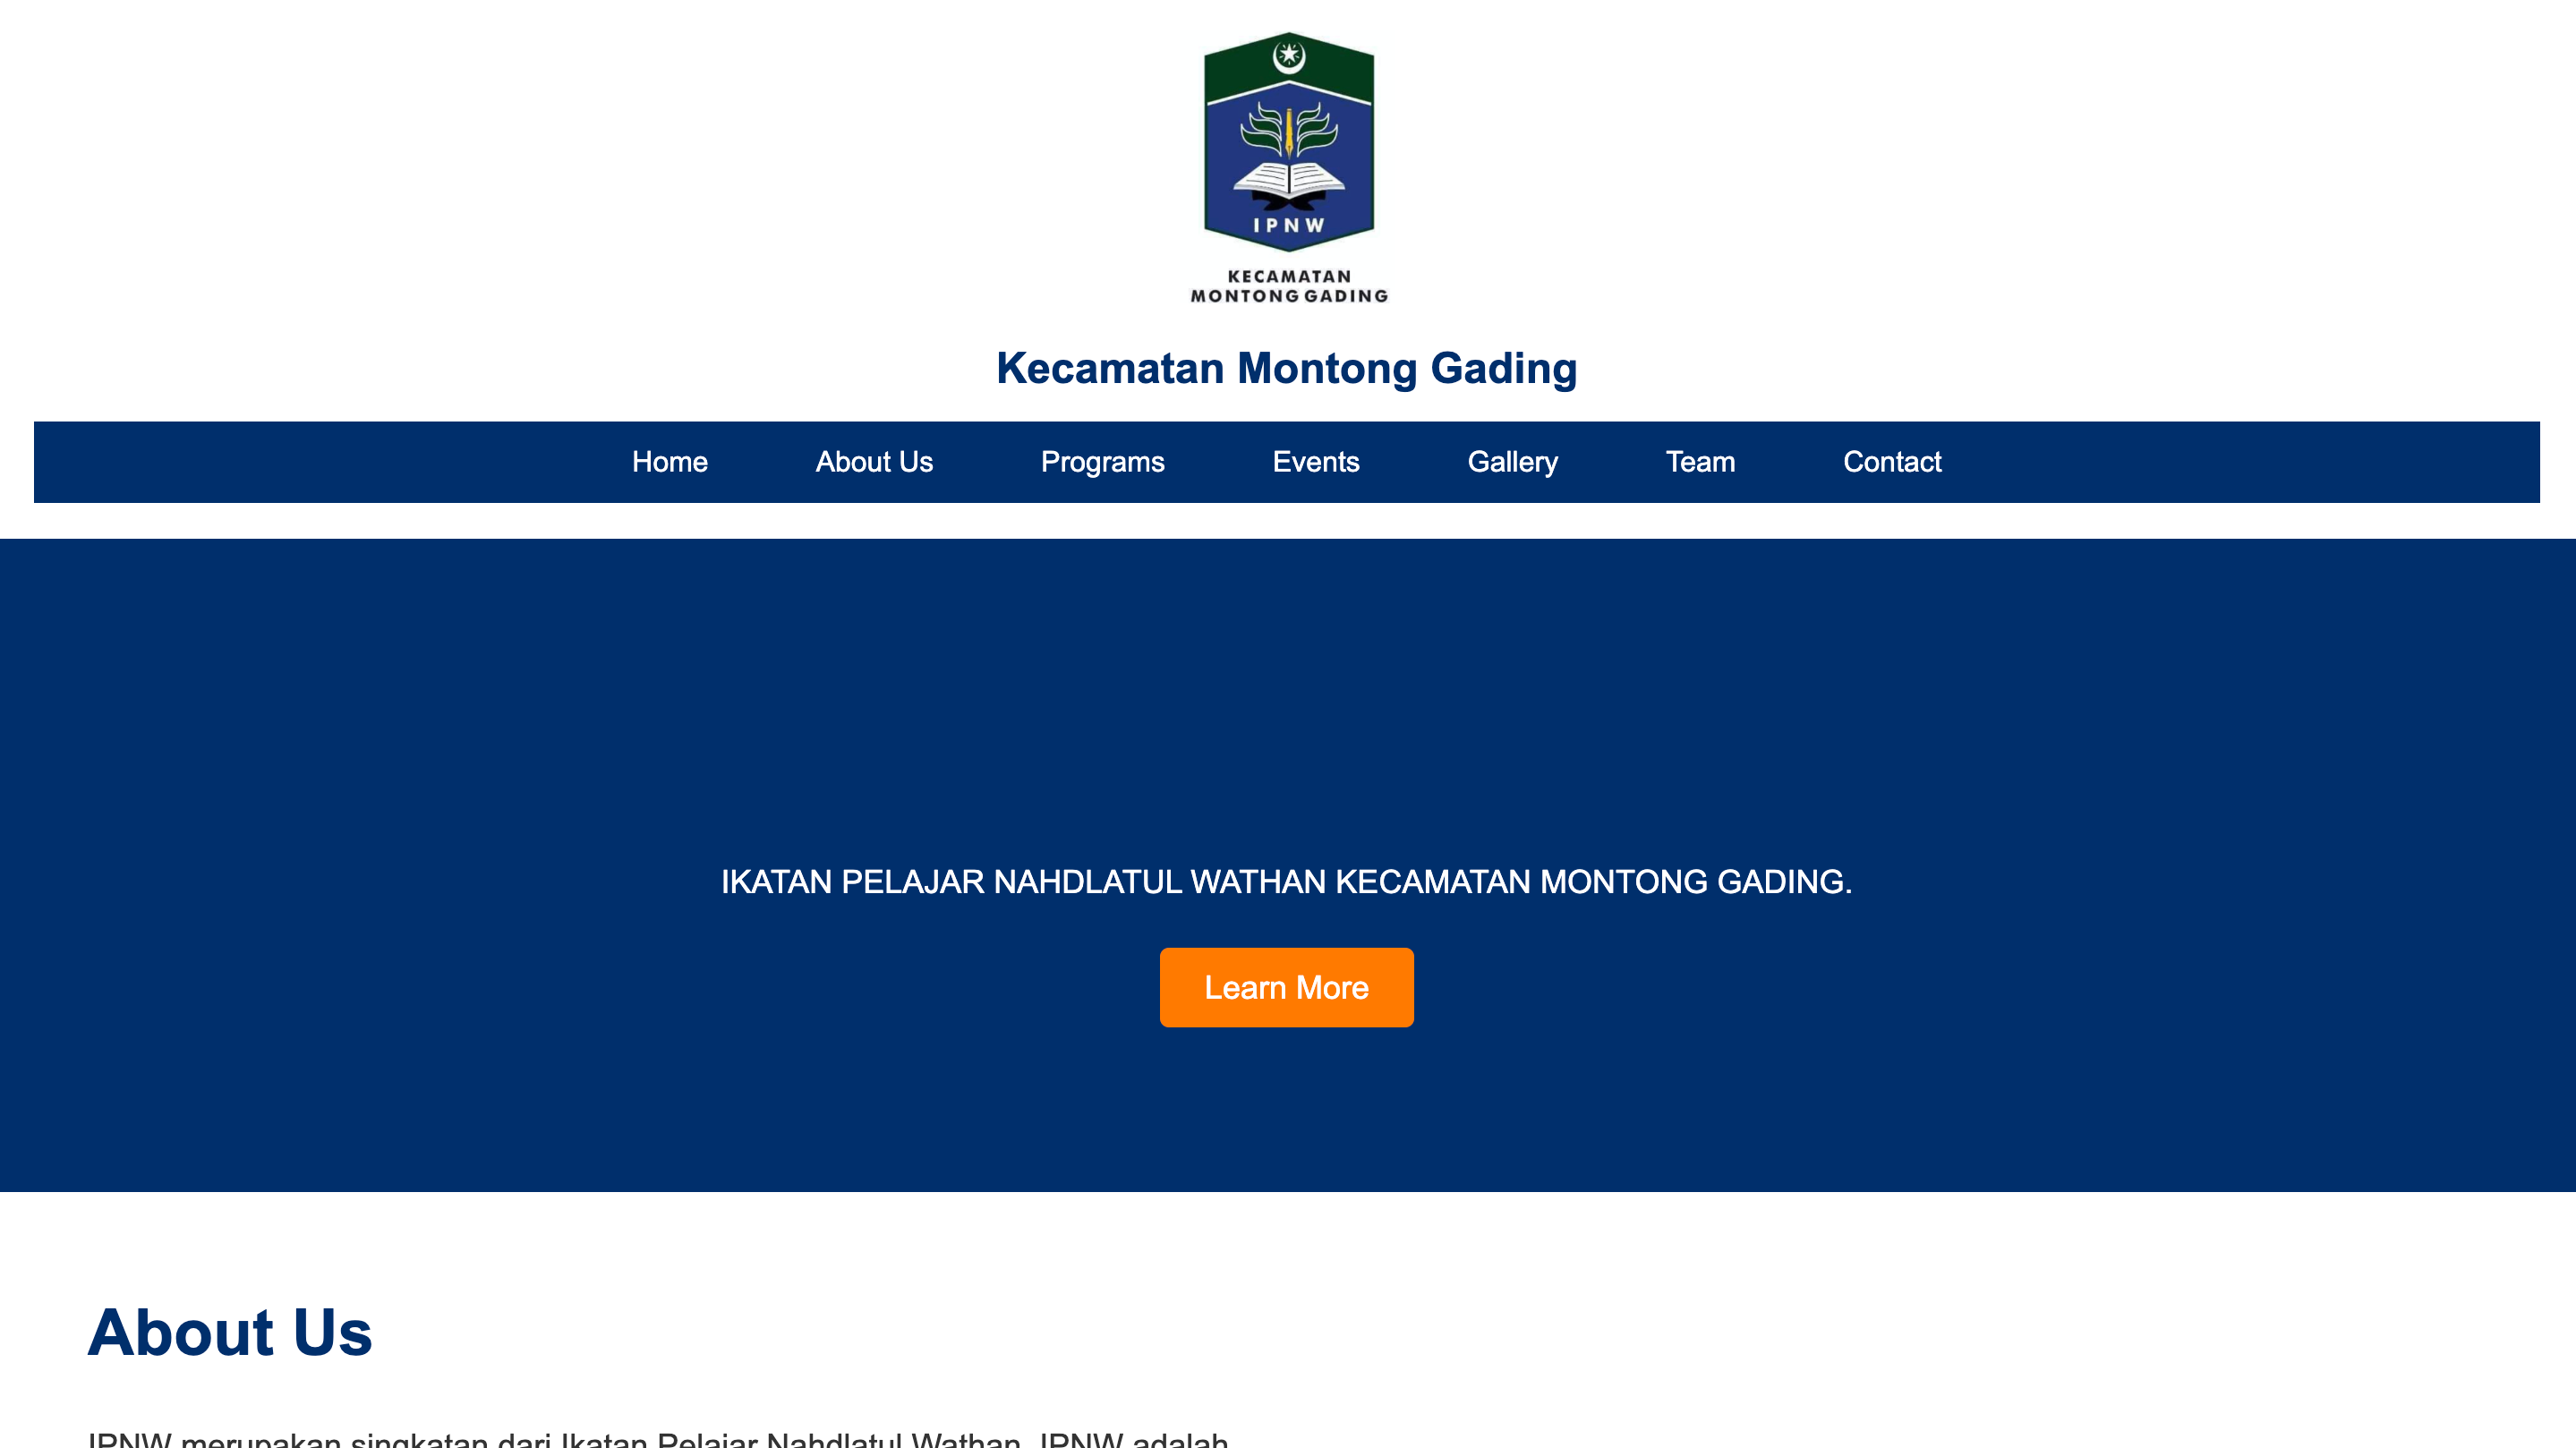 IPNW
KECAMATAN
MONTONG GADING
Kecamatan Montong Gading
Home About Us Programs Events Gallery Team Contact
IKATAN PELAJAR NAHDLATUL WATHAN KECAMATAN MONTONG GADING.
Learn More
About Us
IPNW merupakan singkatan dari Ikatan Pelajar Nahdlatul Wathan. IPNW adalah